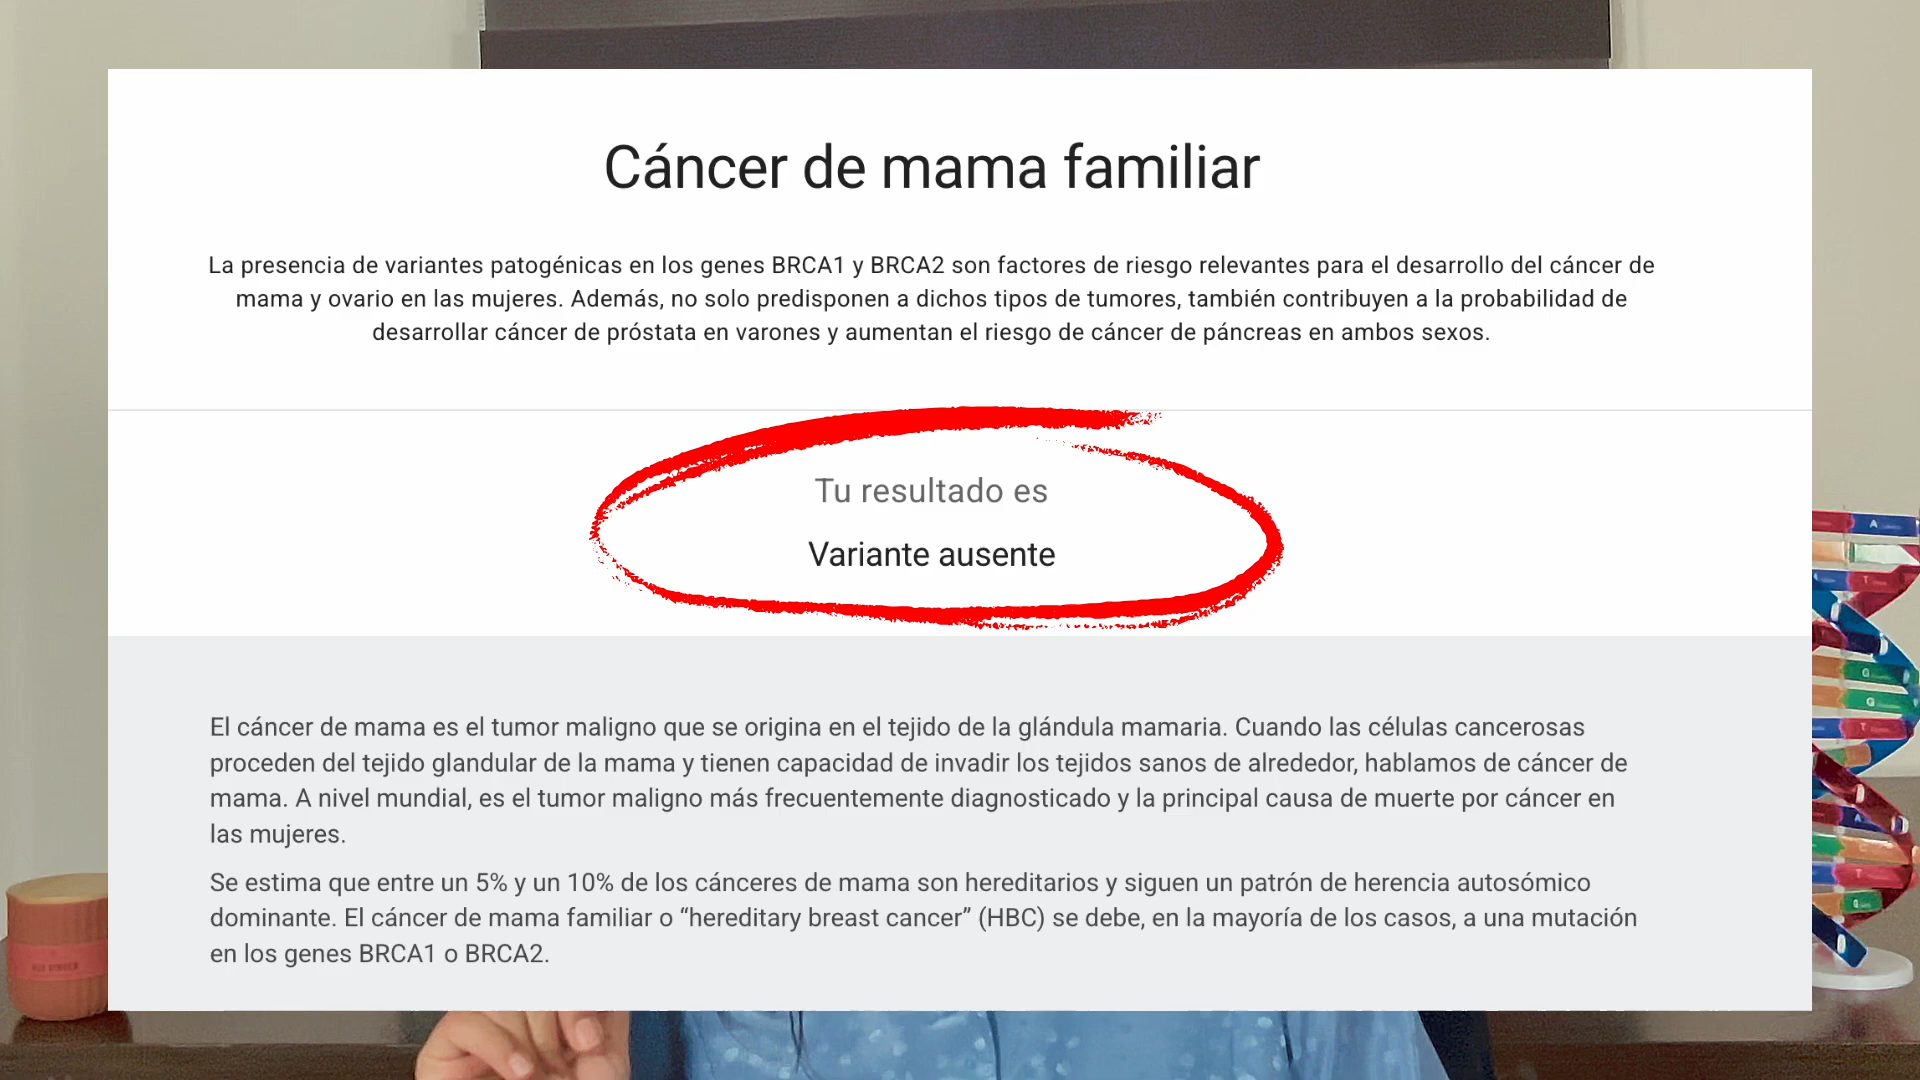 Cáncer de mama familiar
La presencia de variantes patogénicas en los genes BRCA1 y BRCA2 son factores de riesgo relevantes para el desarrollo del cáncer de
mama y ovario en las mujeres. Además, no solo predisponen a dichos tipos de tumores, también contribuyen a la probabilidad de
desarrollar cáncer de próstata en varones y aumentan el riesgo de cáncer de páncreas en ambos sexos.
Tu resultado es
Variante ausente
El cáncer de mama es el tumor maligno que se origina en el tejido de la glándula mamaria. Cuando las células cancerosas
proceden del tejido glandular de la mama y tienen capacidad de invadir los tejidos sanos de alrededor, hablamos de cáncer de
mama. A nivel mundial, es el tumor maligno más frecuentemente diagnosticado y la principal causa de muerte por cáncer en
las mujeres.
Se estima que entre un 5% y un 10% de los cánceres de mama son hereditarios y siguen un patrón de herencia autosómico
dominante. El cáncer de mama familiar o “hereditary breast cancer” (HBC) se debe, en la mayoría de los casos, a una mutación
en los genes BRCA1 o BRCA2.
A
T
G
G
T
A
T
G